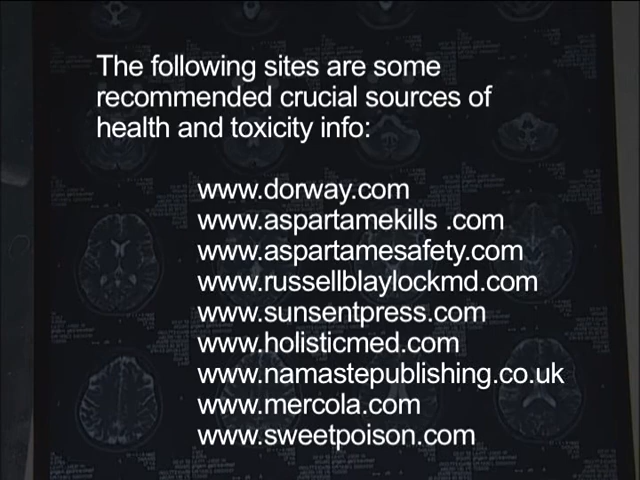 The following sites are some
recommended crucial sources of
health and toxicity info:
www.dorway.com
www.aspartamekills .com
www.aspartamesafety.com
www.russellblaylockmd.com
www.sunsentpress.com
www.holisticmed.com
www.namastepublishing.co.uk
www.mercola.com
www.sweetpoison.com